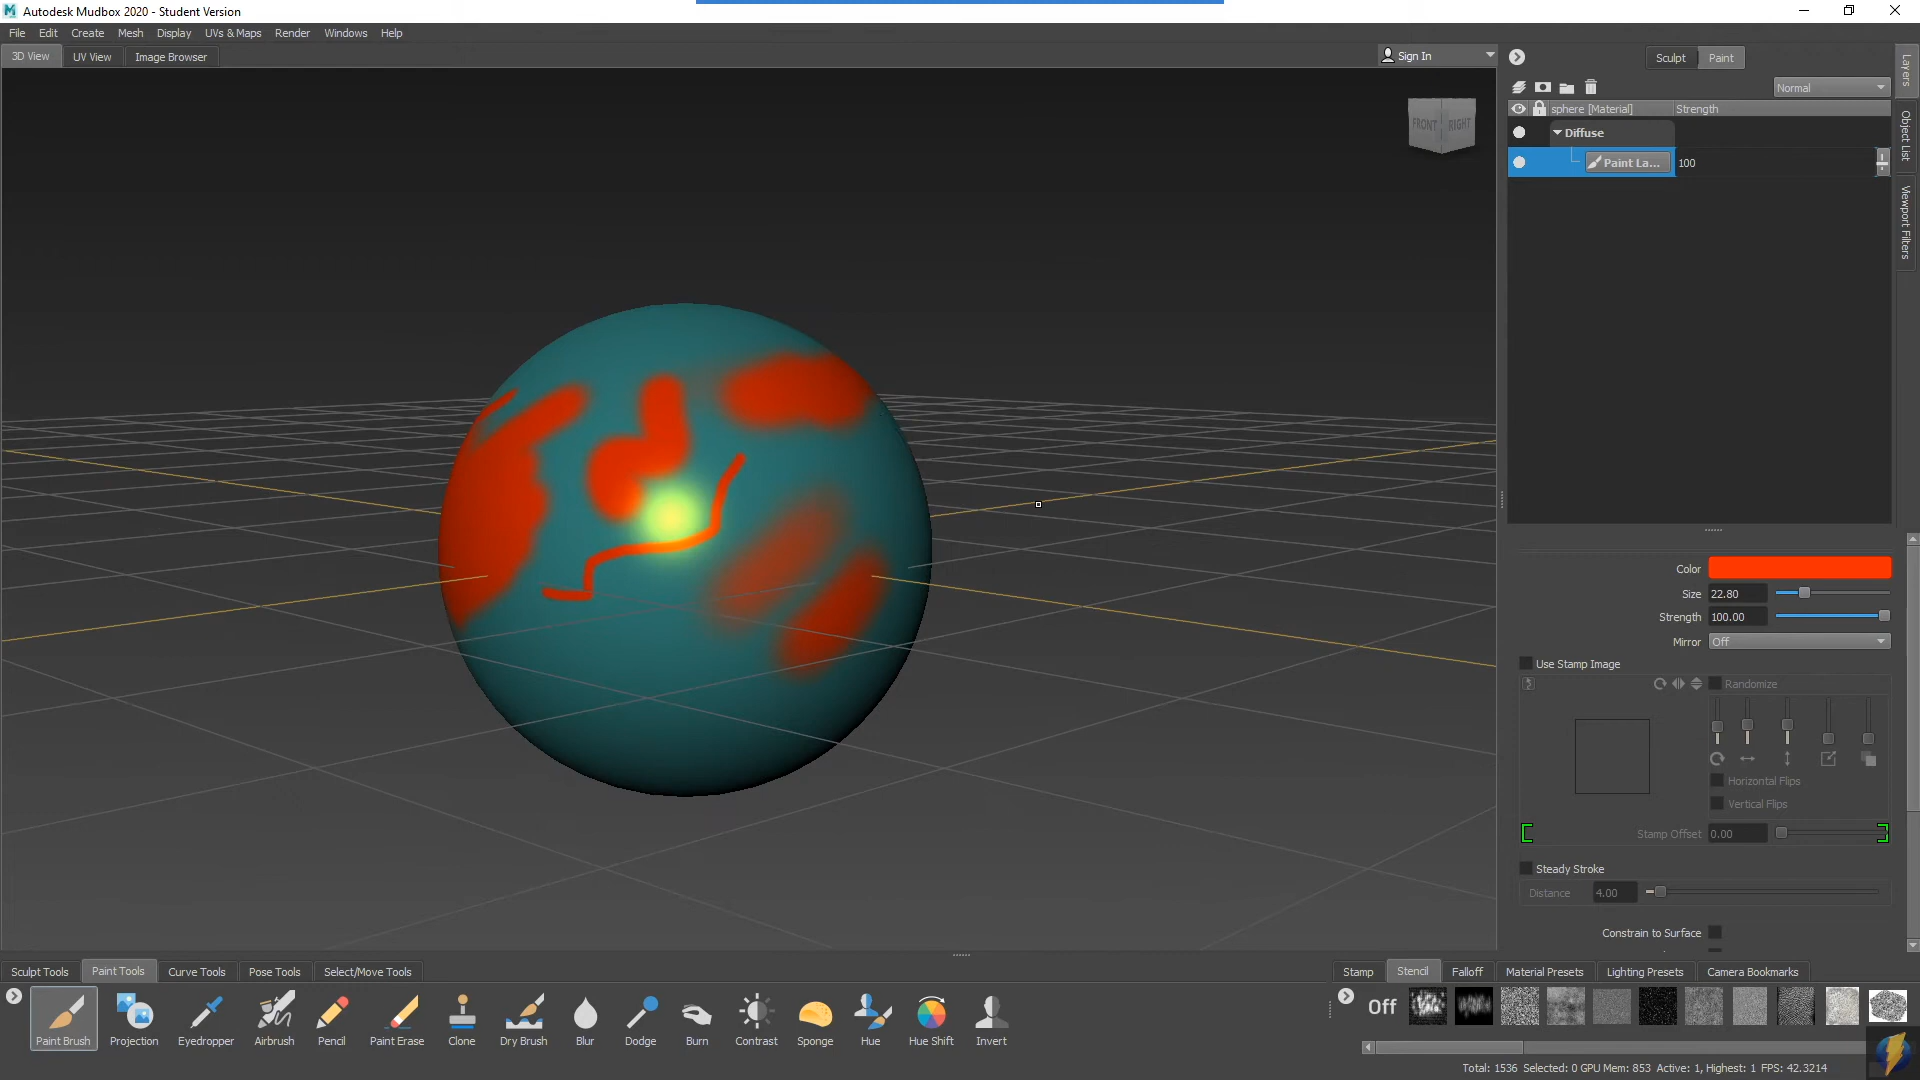 Autodesk Mudbox 2020 - Student Version
File Edit Create Mesh Display UVs & Maps Render Windows Help
3D View UV View Image Browser Sign In
Sculpt Paint
Normal
sphere [Material] Strength
Diffuse
Paint La... 100
Layers
Object List
Viewport Filters
FRONT RIGHT
Color
Size 22.80
Strength 100.00
Mirror Off
Use Stamp Image
Randomize
Horizontal Flips
Vertical Flips
Stamp Offset 0.00
Steady Stroke
Distance 4.00
Constrain to Surface
Sculpt Tools Paint Tools Curve Tools Pose Tools Select/Move Tools
Stamp Stencil Falloff Material Presets Lighting Presets Camera Bookmarks
Off
Paint Brush Projection Eyedropper Airbrush Pencil Paint Erase Clone Dry Brush Blur Dodge Burn Contrast Sponge Hue Hue Shift Invert
Total: 1536 Selected: 0 GPU Mem: 853 Active: 1, Highest: 1 FPS: 42.3214